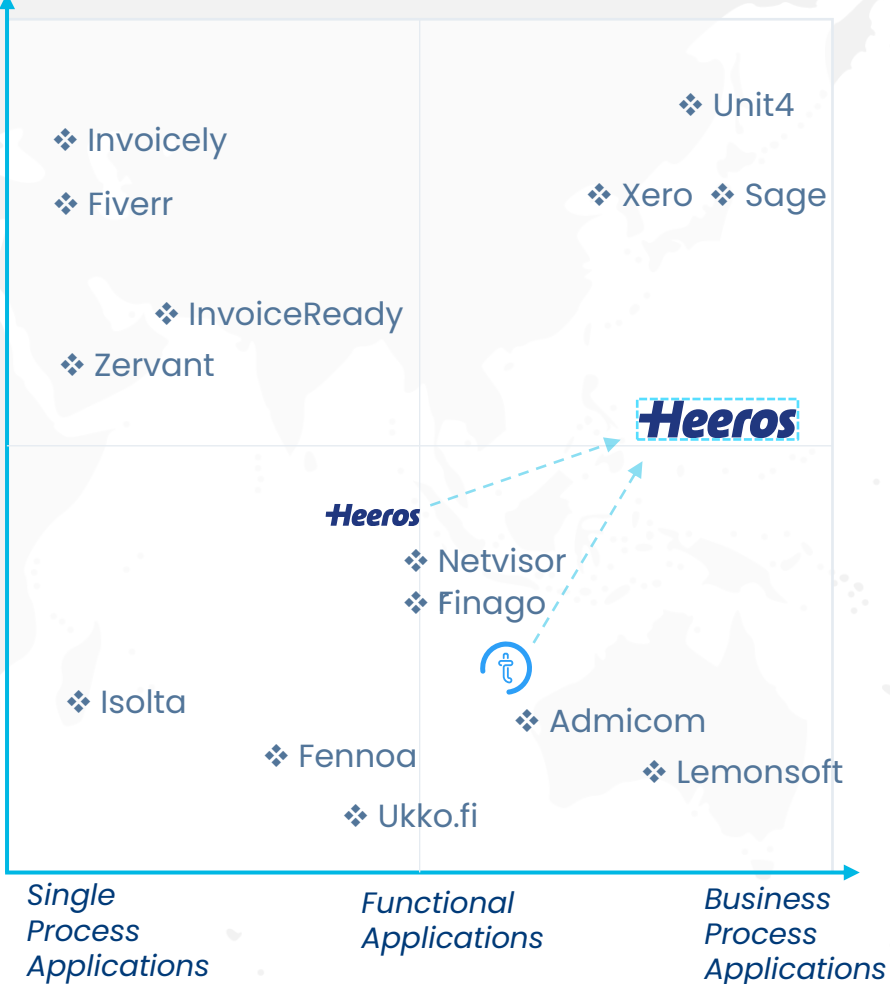 Unit4
Invoicely
Xero
Sage
Fiverr
InvoiceReady
Zervant
Heeros
Heeros
Netvisor
Finago
t
Isolta
Admicom
Fennoa
Lemonsoft
Ukko.fi
Single
Process
Applications
Functional
Applications
Business
Process
Applications